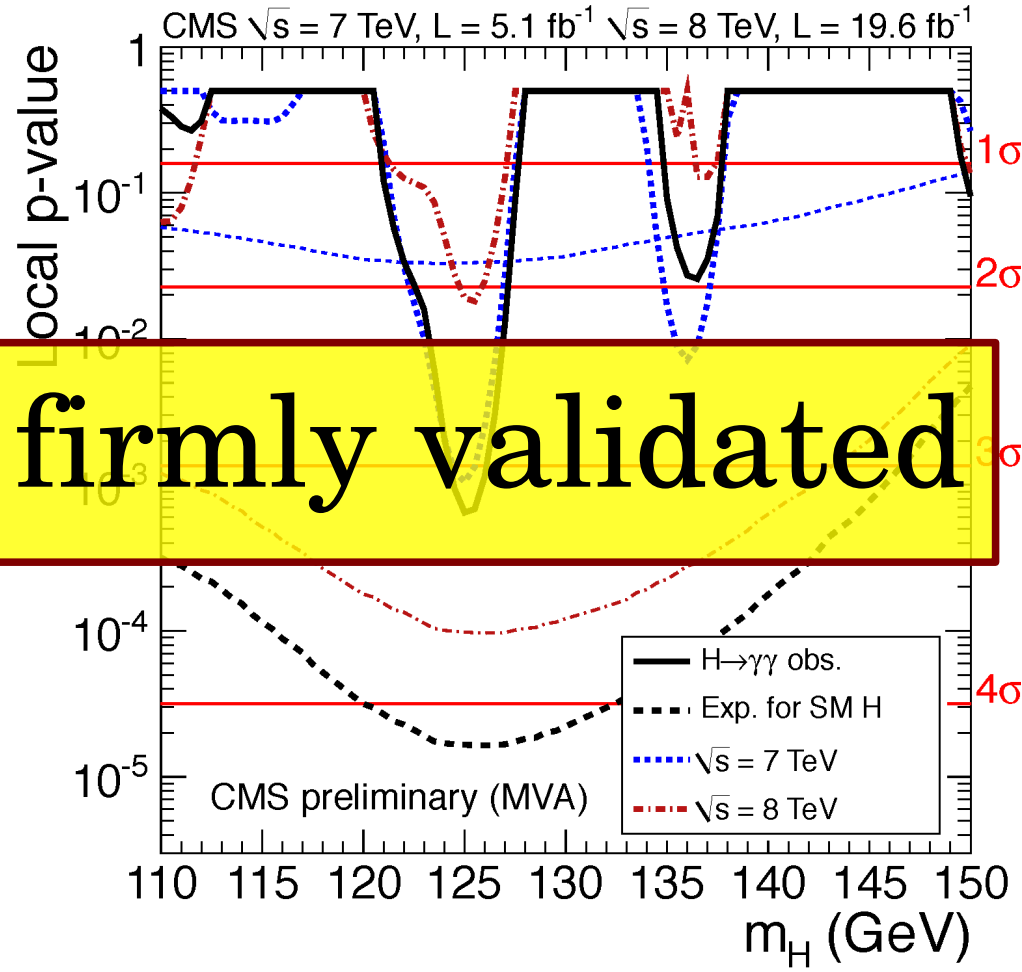 CMS √s = 7 TeV, L = 5.1 fb⁻¹ √s = 8 TeV, L = 19.6 fb⁻¹
Local p-value
1
10⁻¹
10⁻²
10⁻³
10⁻⁴
10⁻⁵
1σ
2σ
3σ
4σ
firmly validated
H→γγ obs.
Exp. for SM H
√s = 7 TeV
√s = 8 TeV
CMS preliminary (MVA)
110 115 120 125 130 135 140 145 150
m_H (GeV)